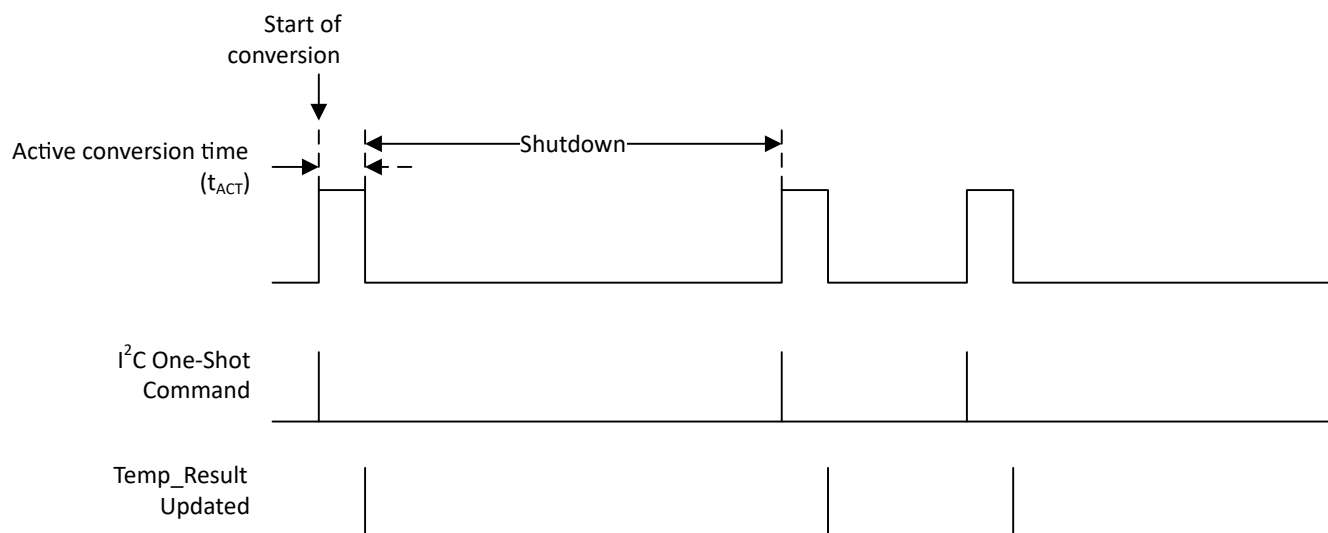 Start of
conversion
Active conversion time
(tACT)
Shutdown
I²C One-Shot
Command
Temp_Result
Updated